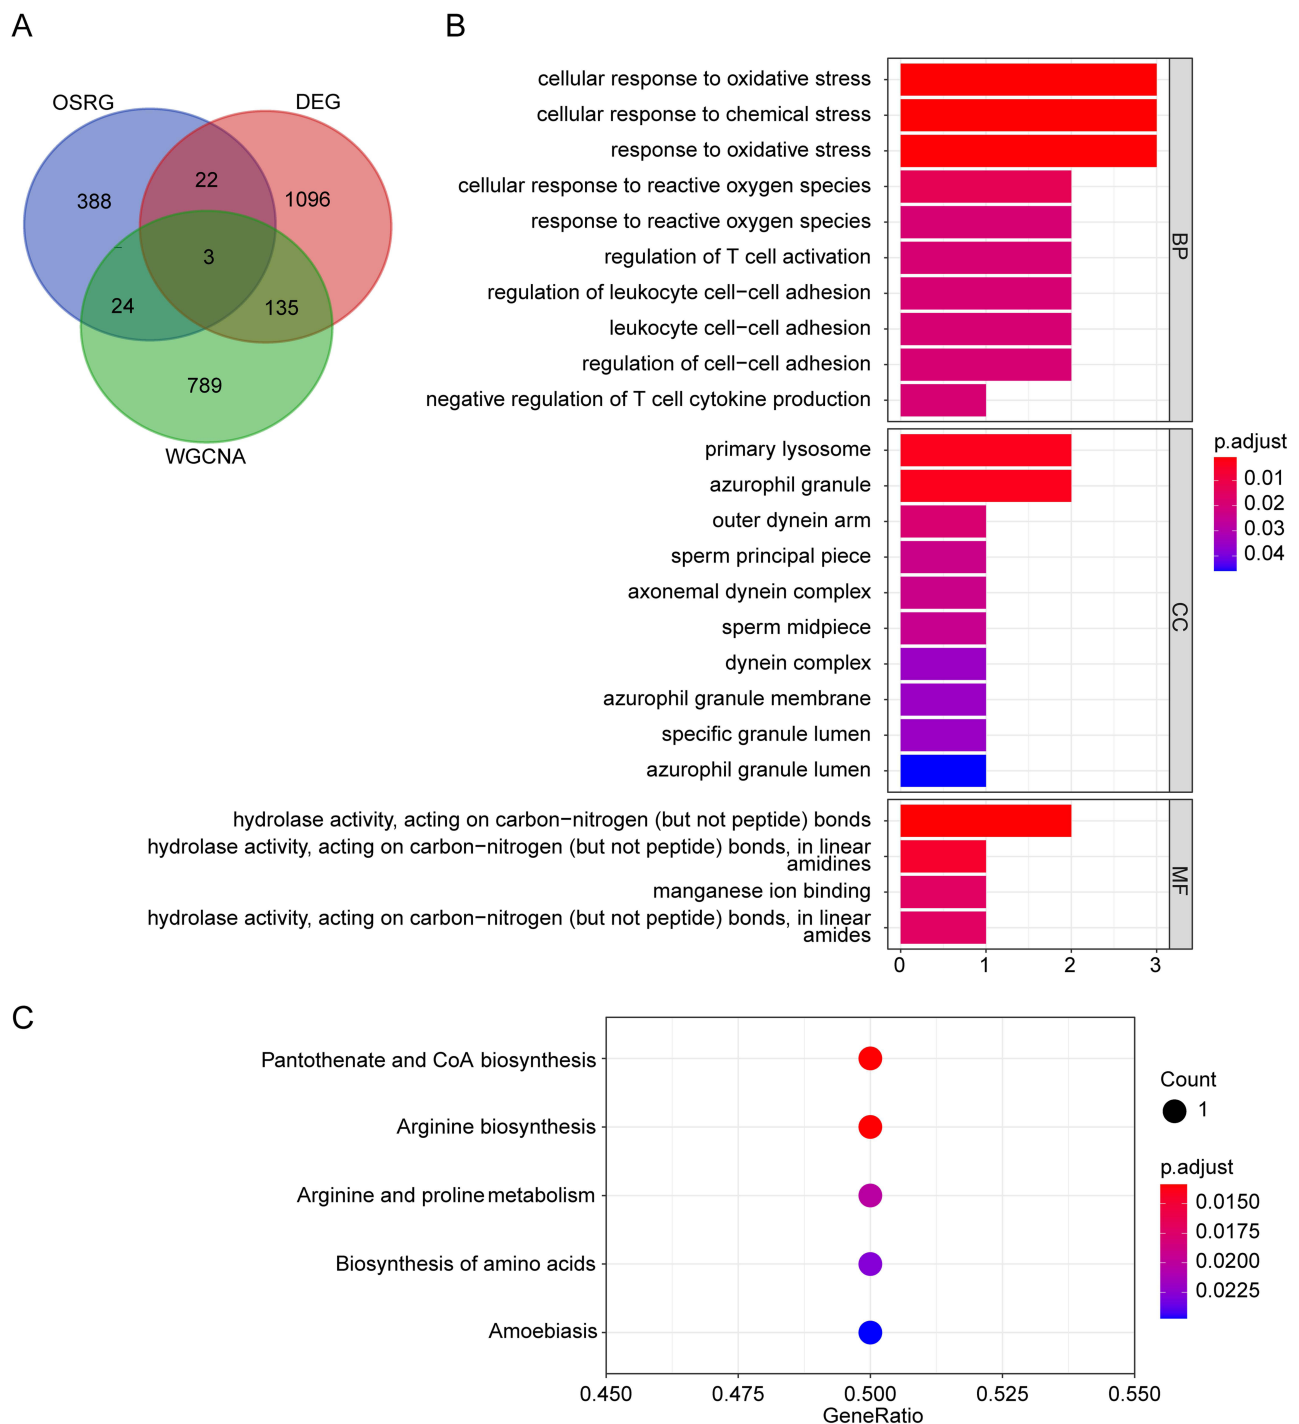 A
OSRG
DEG
388
22
1096
3
24
135
789
WGCNA
B
cellular response to oxidative stress
cellular response to chemical stress
response to oxidative stress
cellular response to reactive oxygen species
response to reactive oxygen species
regulation of T cell activation
regulation of leukocyte cell−cell adhesion
leukocyte cell−cell adhesion
regulation of cell−cell adhesion
negative regulation of T cell cytokine production
BP
primary lysosome
azurophil granule
outer dynein arm
sperm principal piece
axonemal dynein complex
sperm midpiece
dynein complex
azurophil granule membrane
specific granule lumen
azurophil granule lumen
CC
hydrolase activity, acting on carbon−nitrogen (but not peptide) bonds
hydrolase activity, acting on carbon−nitrogen (but not peptide) bonds, in linear
amidines
manganese ion binding
hydrolase activity, acting on carbon−nitrogen (but not peptide) bonds, in linear
amides
MF
0 1 2 3
p.adjust
0.01
0.02
0.03
0.04
C
Pantothenate and CoA biosynthesis
Arginine biosynthesis
Arginine and proline metabolism
Biosynthesis of amino acids
Amoebiasis
0.450 0.475 0.500 0.525 0.550
GeneRatio
Count
1
p.adjust
0.0150
0.0175
0.0200
0.0225